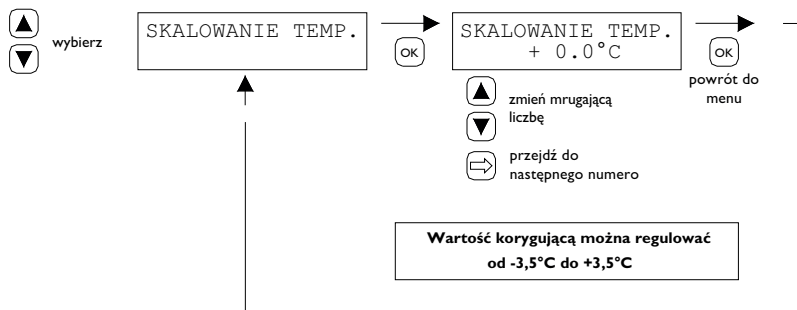 wybierz
SKALOWANIE TEMP.
OK
SKALOWANIE TEMP.
+ 0.0°C
OK
powrót do
menu
zmień mrugającą
liczbę
przejdź do
następnego numero
Wartość korygującą można regulować
od -3,5°C do +3,5°C